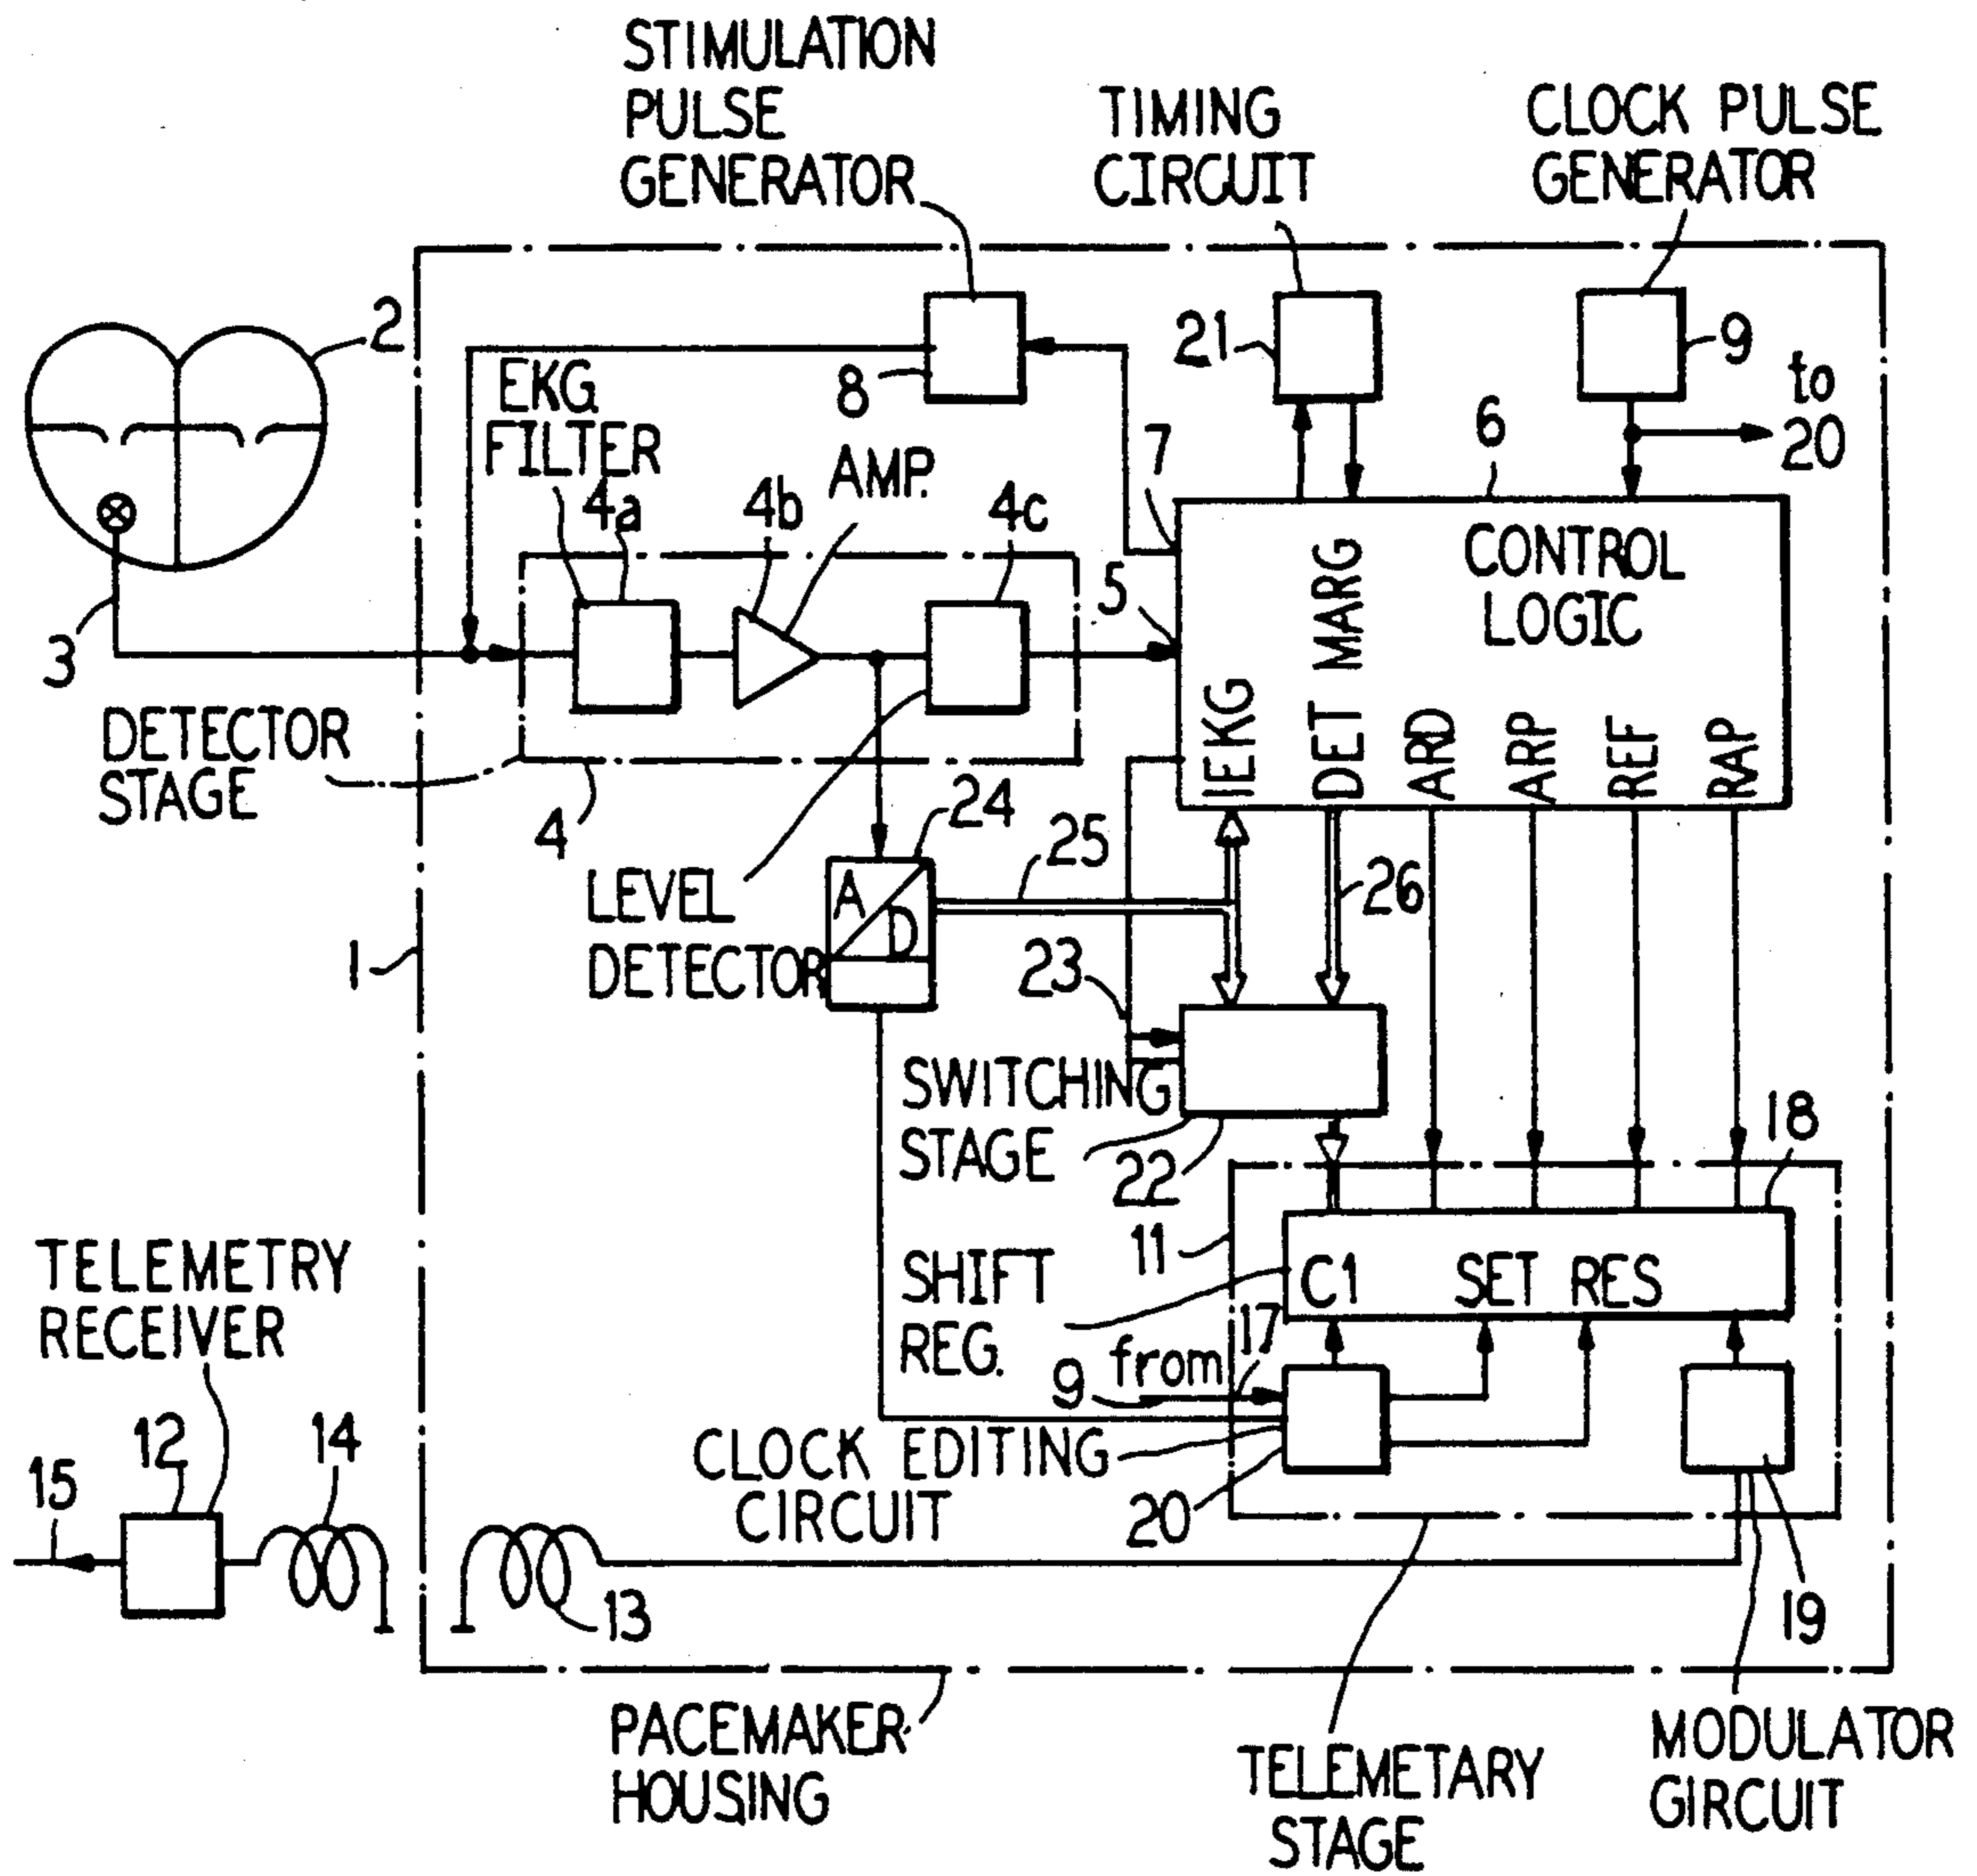 STIMULATION
PULSE
GENERATOR
TIMING
CIRCUIT
CLOCK PULSE
GENERATOR
2
EKG
FILTER
4a
8
AMP.
4b
4c
21
9
to
20
7
6
5
3
CONTROL
LOGIC
IEKG
DET MARG
ARD
ARP
REF
RAP
DETECTOR
STAGE
4
LEVEL
DETECTOR
24
A
D
25
26
1
23
SWITCHING
STAGE
22
18
11
SHIFT
REG.
C1 SET RES
17
from
9
TELEMETRY
RECEIVER
CLOCK EDITING
CIRCUIT
20
15
12
14
13
19
PACEMAKER
HOUSING
TELEMETARY
STAGE
MODULATOR
GIRCUIT